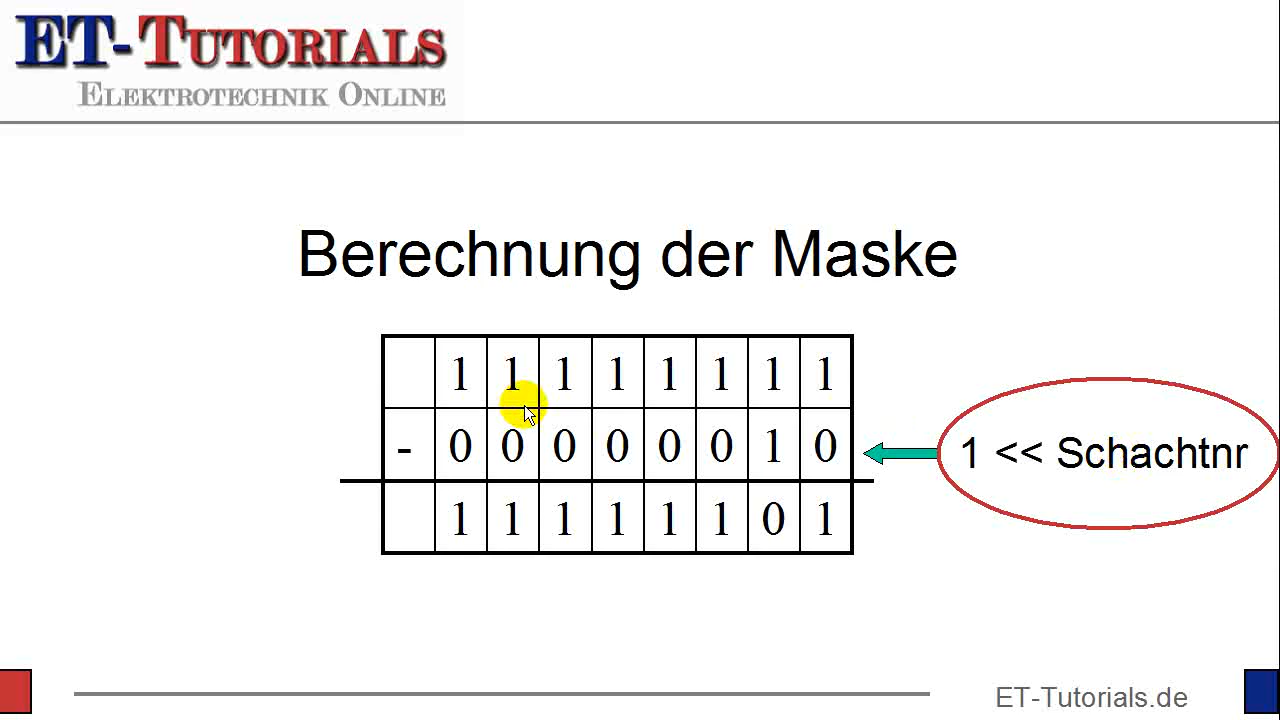 ET-Tutorials
Elektrotechnik Online
Berechnung der Maske
1 1 1 1 1 1 1 1
- 0 0 0 0 0 0 1 0
1 << Schachtnr
1 1 1 1 1 1 0 1
ET-Tutorials.de